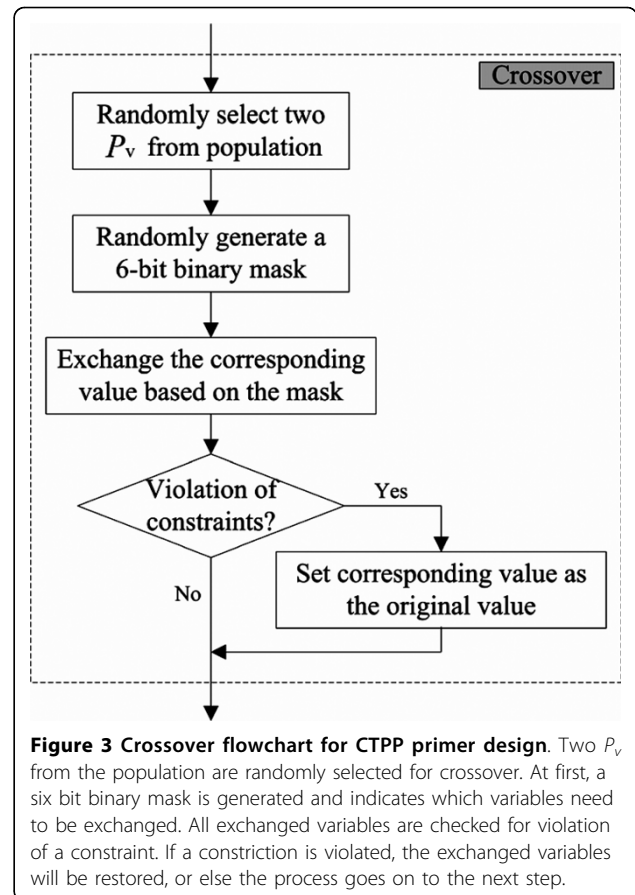 Crossover
Randomly select two
Pv from population
Randomly generate a
6-bit binary mask
Exchange the corresponding
value based on the mask
Violation of
constraints?
Yes
No
Set corresponding value as
the original value
Figure 3 Crossover flowchart for CTPP primer design. Two Pv
from the population are randomly selected for crossover. At first, a
six bit binary mask is generated and indicates which variables need
to be exchanged. All exchanged variables are checked for violation
of a constraint. If a constriction is violated, the exchanged variables
will be restored, or else the process goes on to the next step.